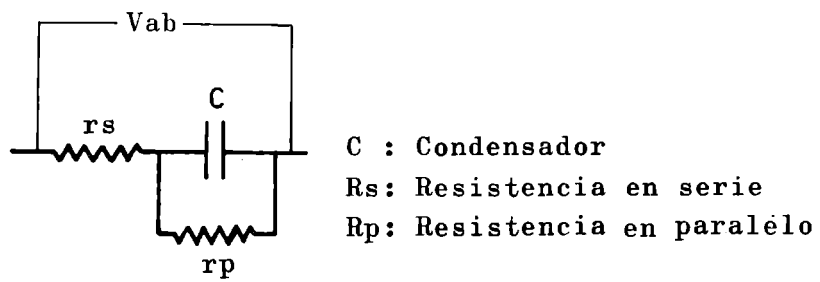 Vab
C
rs
rp
C : Condensador
Rs: Resistencia en serie
Rp: Resistencia en paralélo